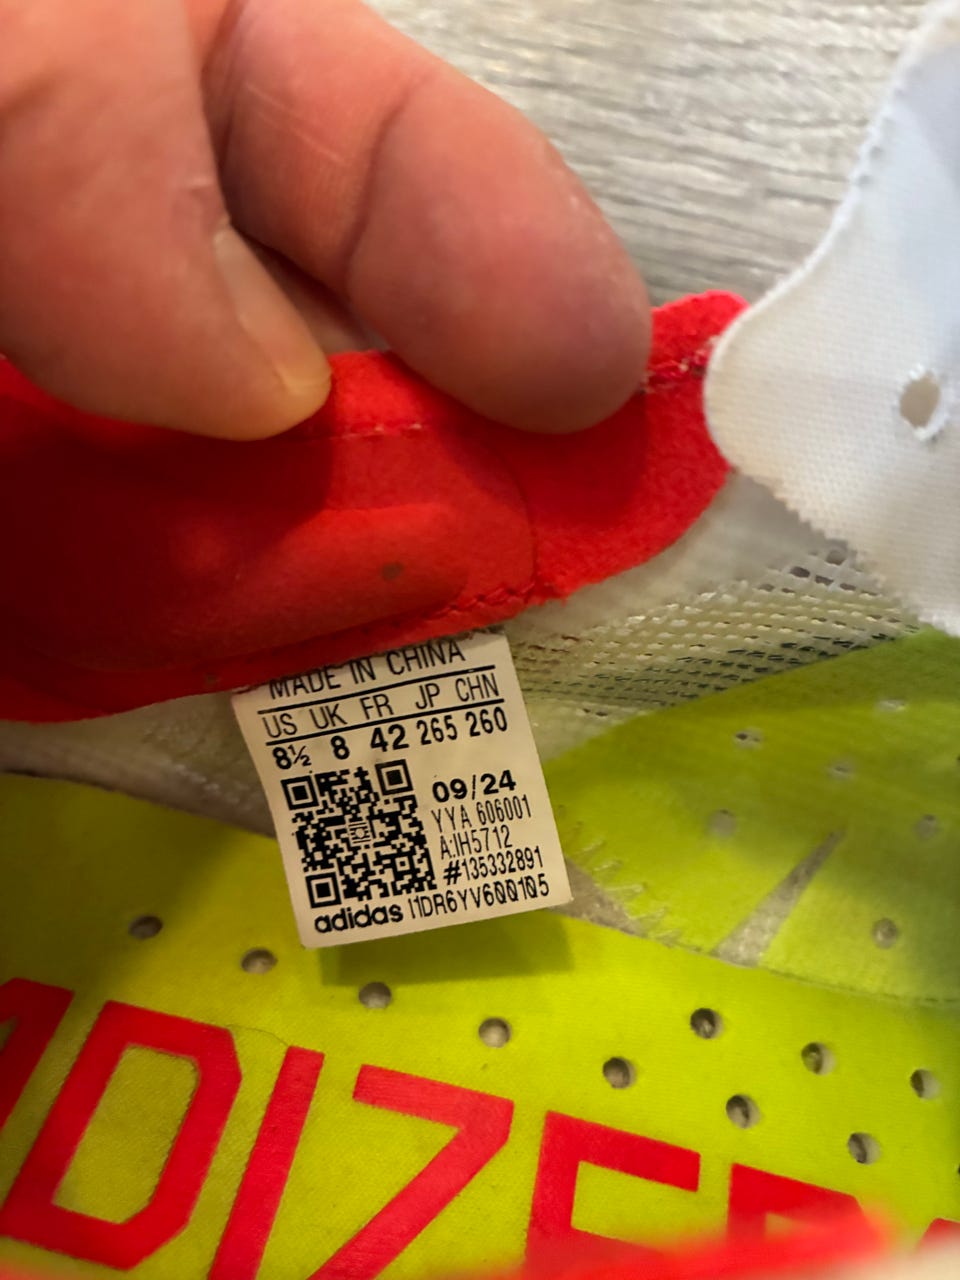 MADE IN CHINA
US UK FR JP CHN
8½ 8 42 265 260
09/24
YYA 606001
A:IH5712
#135332891
adidas I1DR6YV600105
ADIZE